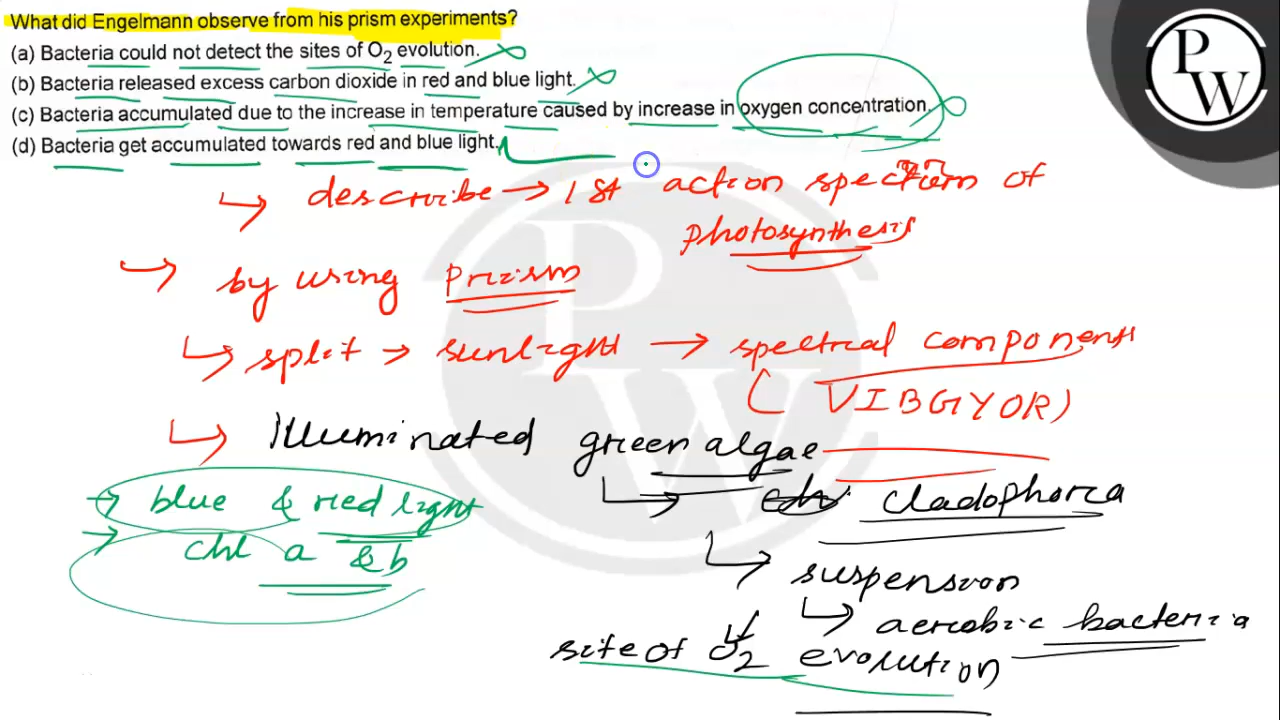 What did Engelmann observe from his prism experiments?
(a) Bacteria could not detect the sites of O2 evolution.
(b) Bacteria released excess carbon dioxide in red and blue light.
(c) Bacteria accumulated due to the increase in temperature caused by increase in oxygen concentration.
(d) Bacteria get accumulated towards red and blue light.
P
W
describe → 1st action spectrum of
photosynthesis
by using prism
split → sunlight → spectral components
( VIBGYOR)
Illuminated green algae
blue & red light
cladophora
chl a & b
suspension
aerobic bacteria
site of O2 evolution
PW